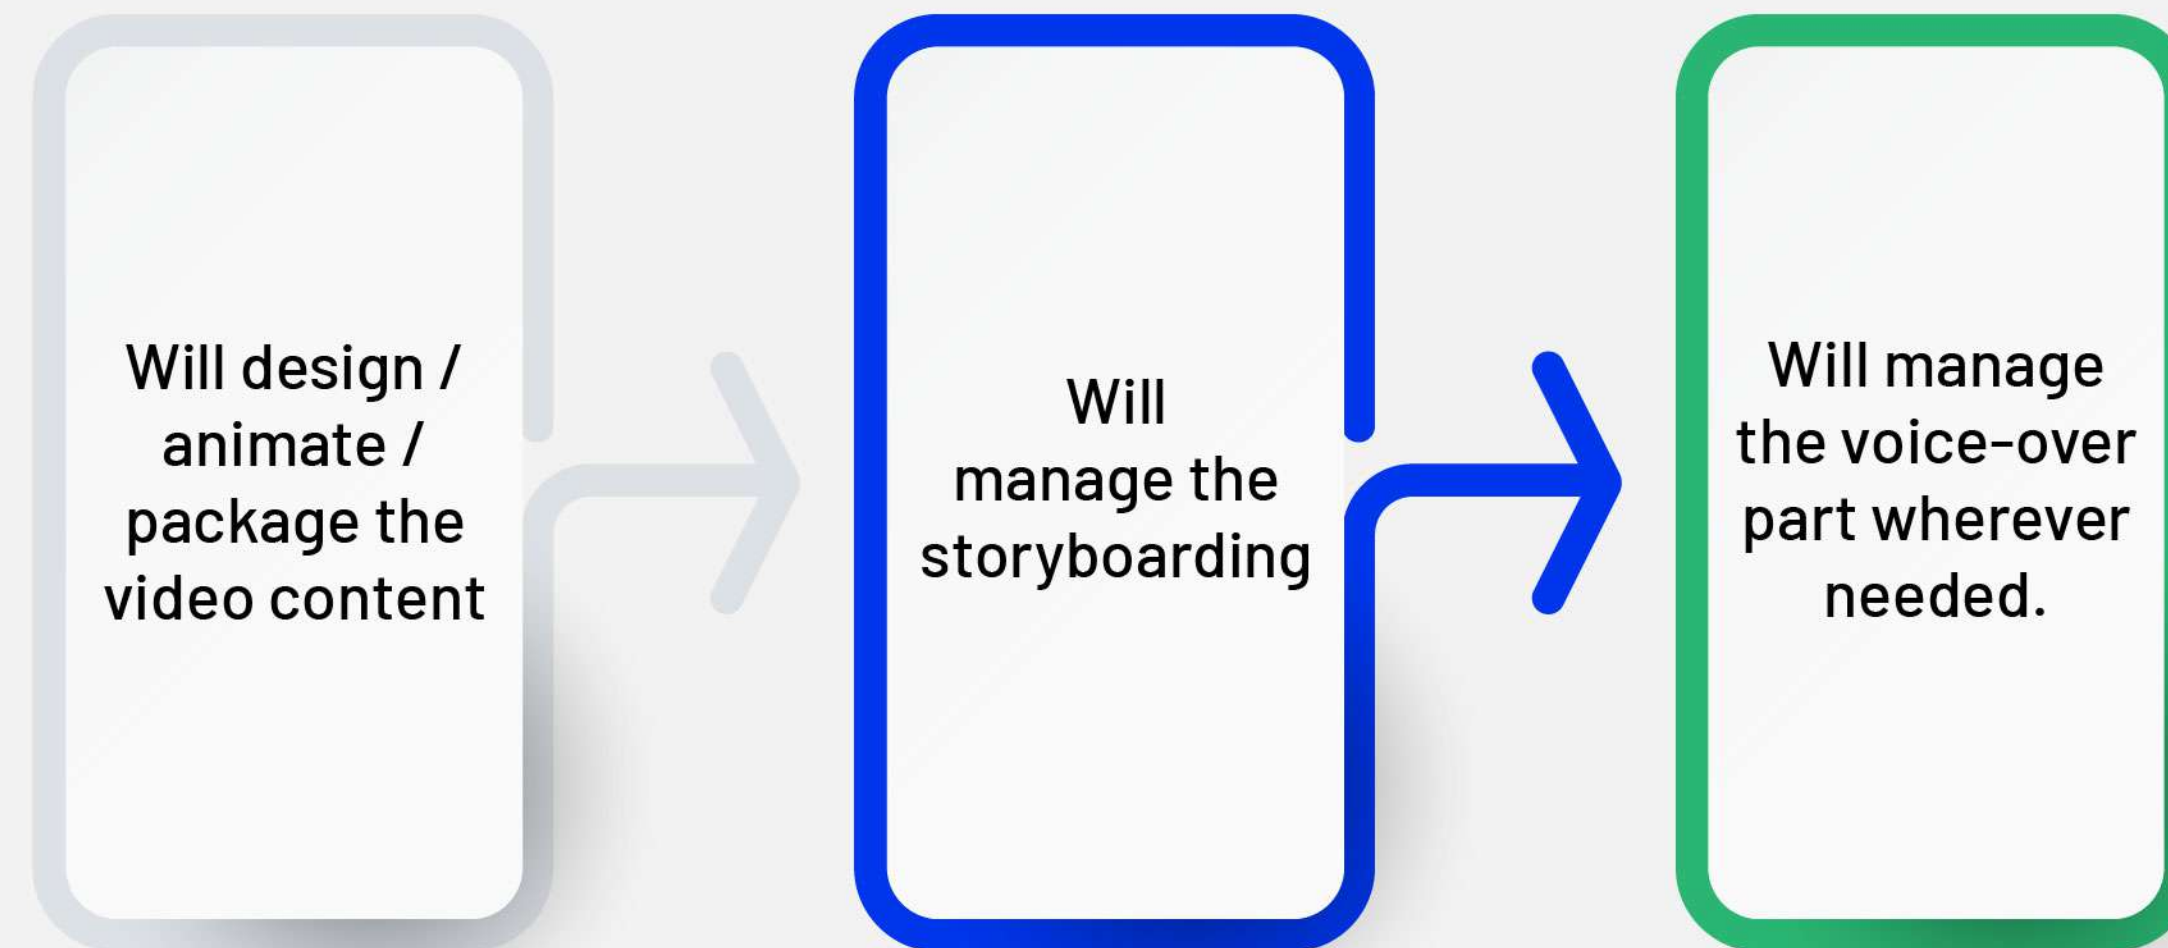 Will design /
animate /
package the
video content
Will
manage the
storyboarding
Will manage
the voice-over
part wherever
needed.